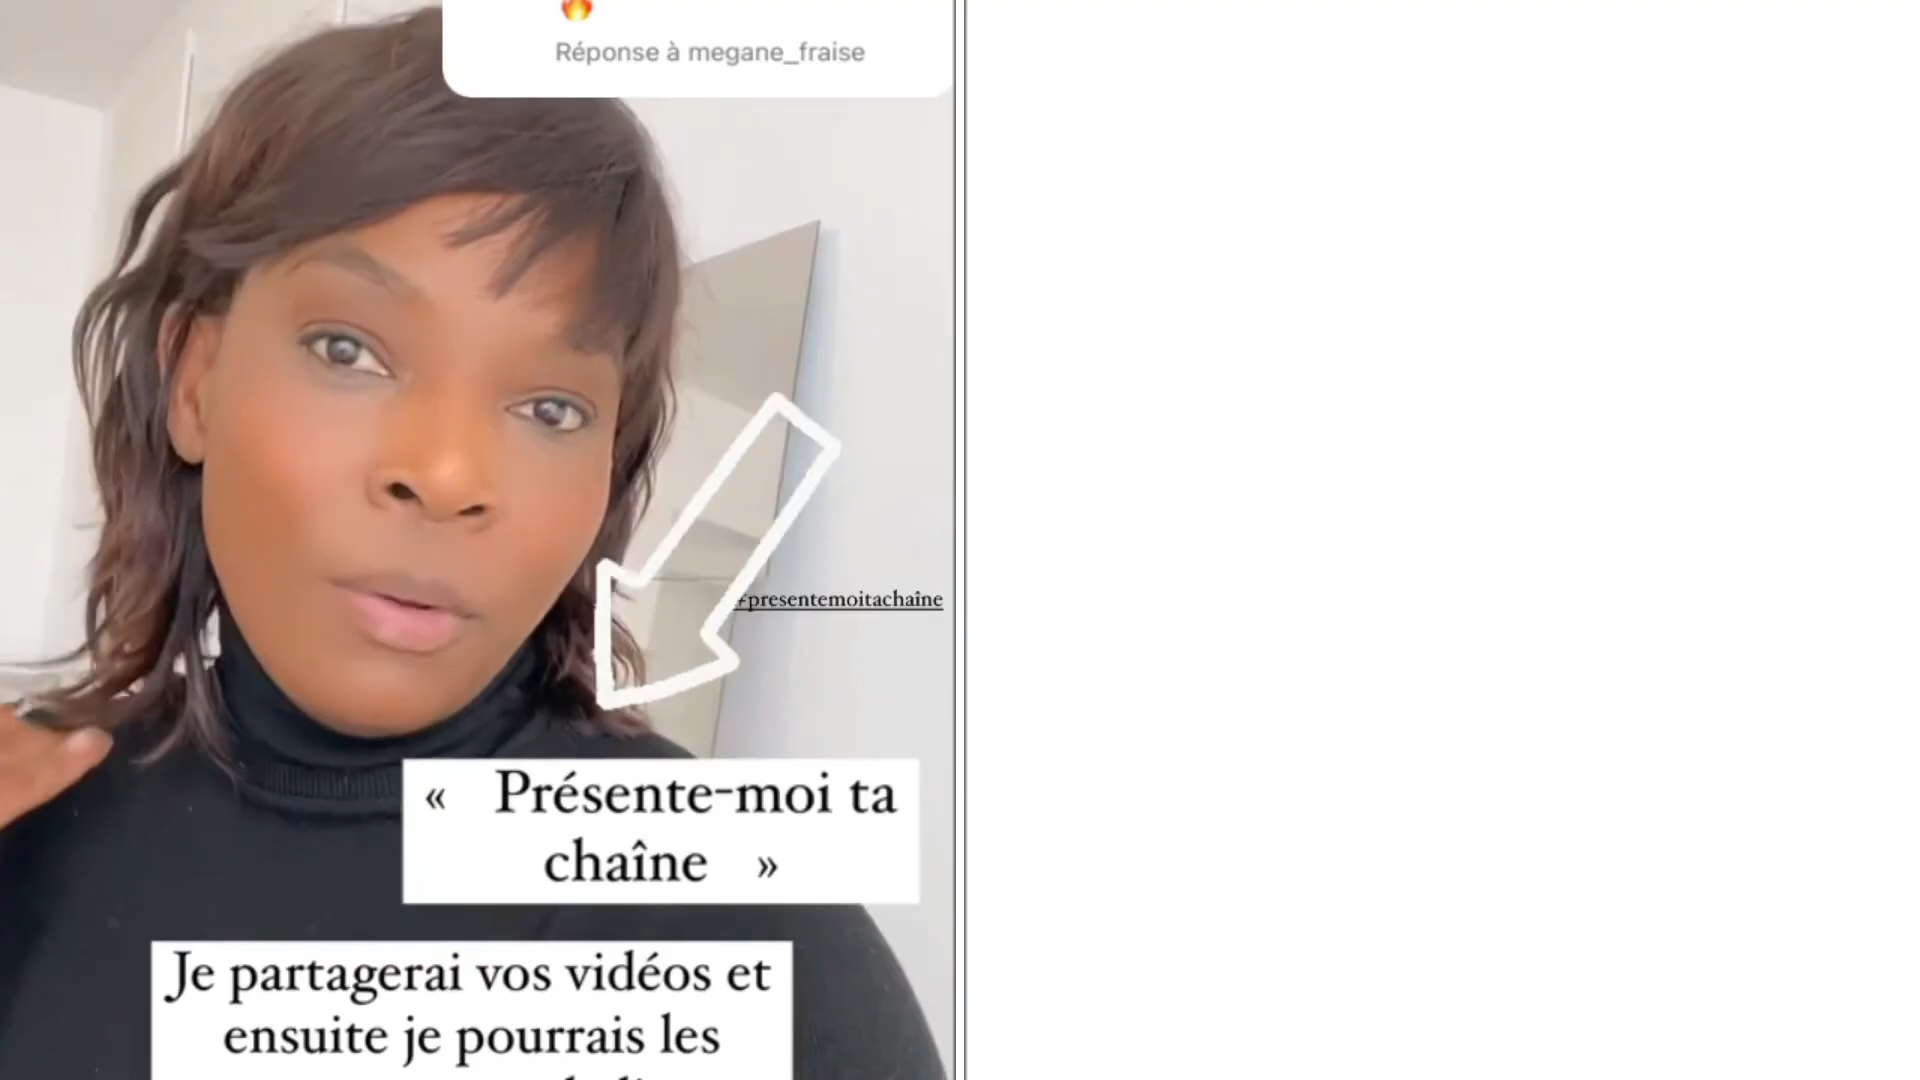 Réponse à megane_fraise
#presentemoitachaîne
« Présente-moi ta
chaîne »
Je partagerai vos vidéos et
ensuite je pourrais les